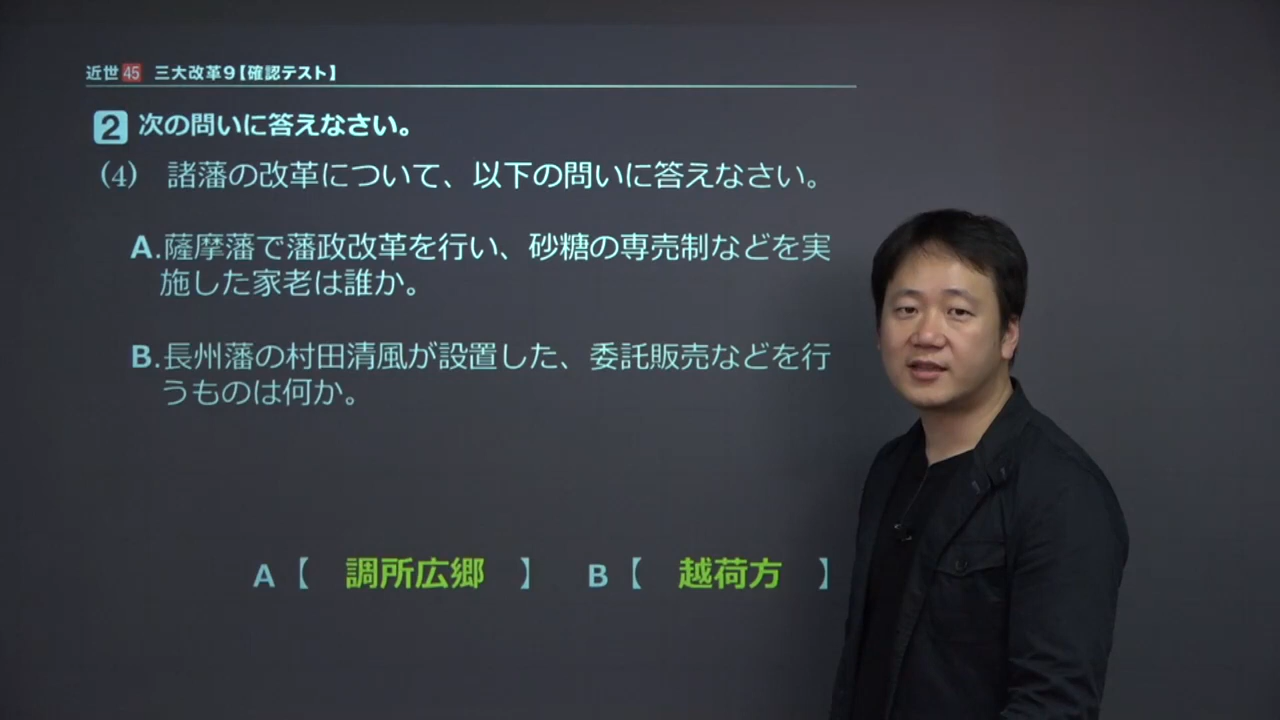 近世 45 三大改革9【確認テスト】
2 次の問いに答えなさい。
(4) 諸藩の改革について、以下の問いに答えなさい。
A.薩摩藩で藩政改革を行い、砂糖の専売制などを実
施した家老は誰か。
B.長州藩の村田清風が設置した、委託販売などを行
うものは何か。
A【 調所広郷 】 B【 越荷方 】